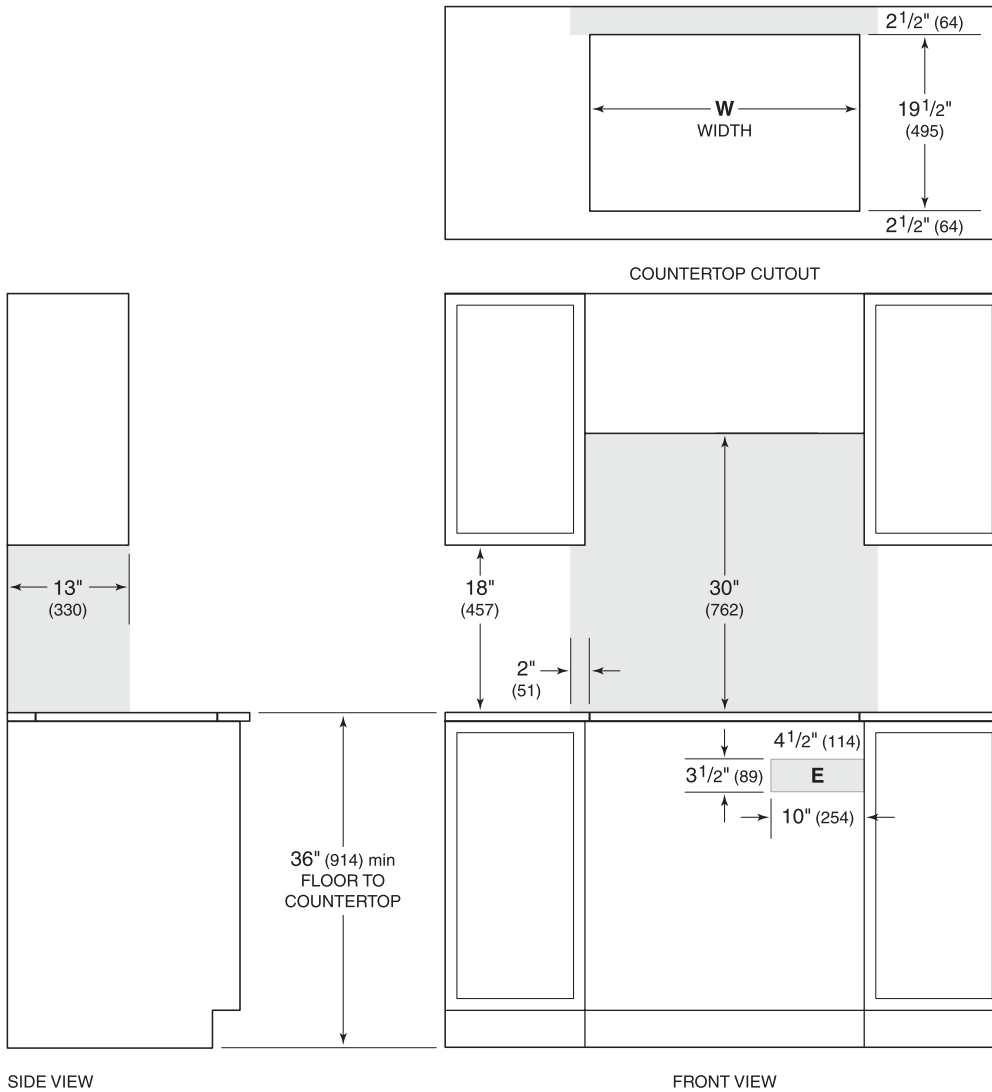 2 1/2" (64)
W
WIDTH
19 1/2"
(495)
2 1/2" (64)
COUNTERTOP CUTOUT
13"
(330)
18"
(457)
30"
(762)
2"
(51)
4 1/2" (114)
3 1/2" (89)
E
10" (254)
36" (914) min
FLOOR TO
COUNTERTOP
SIDE VIEW
FRONT VIEW